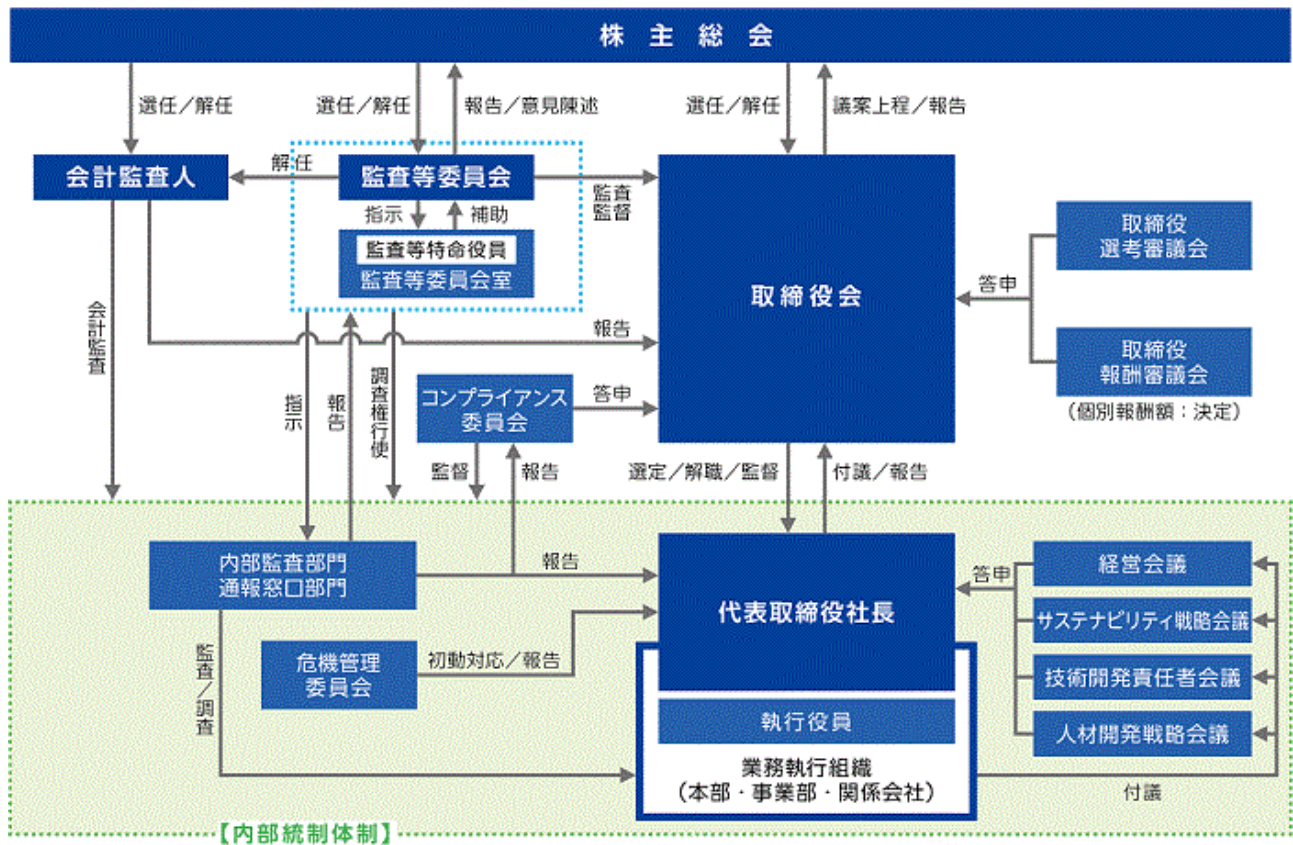 株主総会
選任／解任
選任／解任
報告／意見陳述
選任／解任
議案上程／報告
会計監査人
解任
監査等委員会
監査
監督
指示
補助
監査等特命役員
監査等委員会室
取締役会
取締役
選考審議会
答申
取締役
報酬審議会
（個別報酬額：決定）
会計監査
報告
指示
報告
調査権行使
コンプライアンス
委員会
答申
監督
報告
選定／解職／監督
付議／報告
内部監査部門
通報窓口部門
報告
代表取締役社長
答申
経営会議
サステナビリティ戦略会議
技術開発責任者会議
人材開発戦略会議
監査／調査
危機管理
委員会
初動対応／報告
執行役員
業務執行組織
（本部・事業部・関係会社）
付議
【内部統制体制】